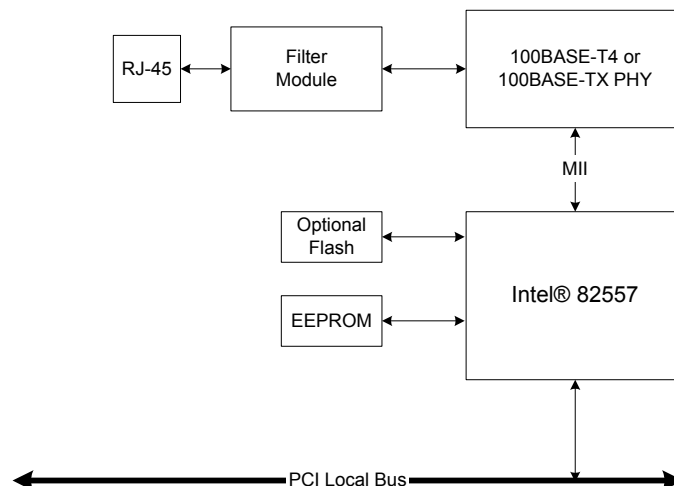 RJ-45
Filter
Module
100BASE-T4 or
100BASE-TX PHY
MII
Optional
Flash
Intel® 82557
EEPROM
PCI Local Bus